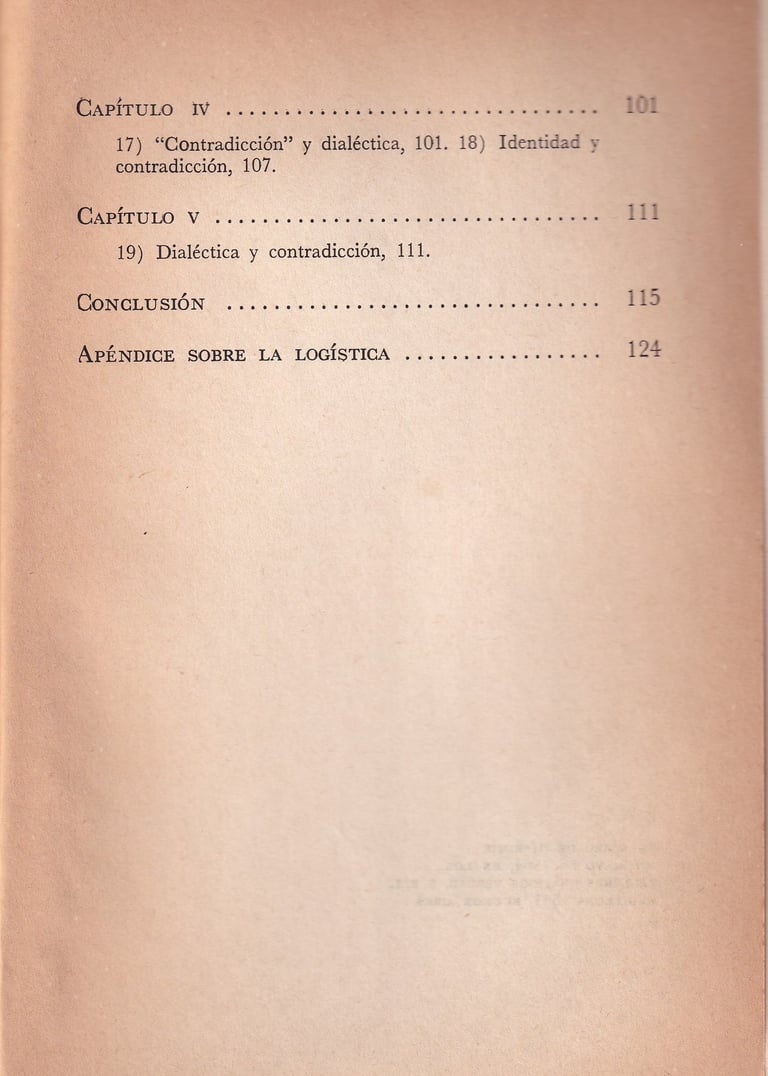 CAPÍTULO IV . . . . . . . . . . . . . . . . . . . . . . . . . . . . . . . . 101
17) “Contradicción” y dialéctica, 101. 18) Identidad y
contradicción, 107.
CAPÍTULO V . . . . . . . . . . . . . . . . . . . . . . . . . . . . . . . . . 111
19) Dialéctica y contradicción, 111.
CONCLUSIÓN . . . . . . . . . . . . . . . . . . . . . . . . . . . . . . . . 115
APÉNDICE SOBRE LA LOGÍSTICA . . . . . . . . . . . . . . . . . 124